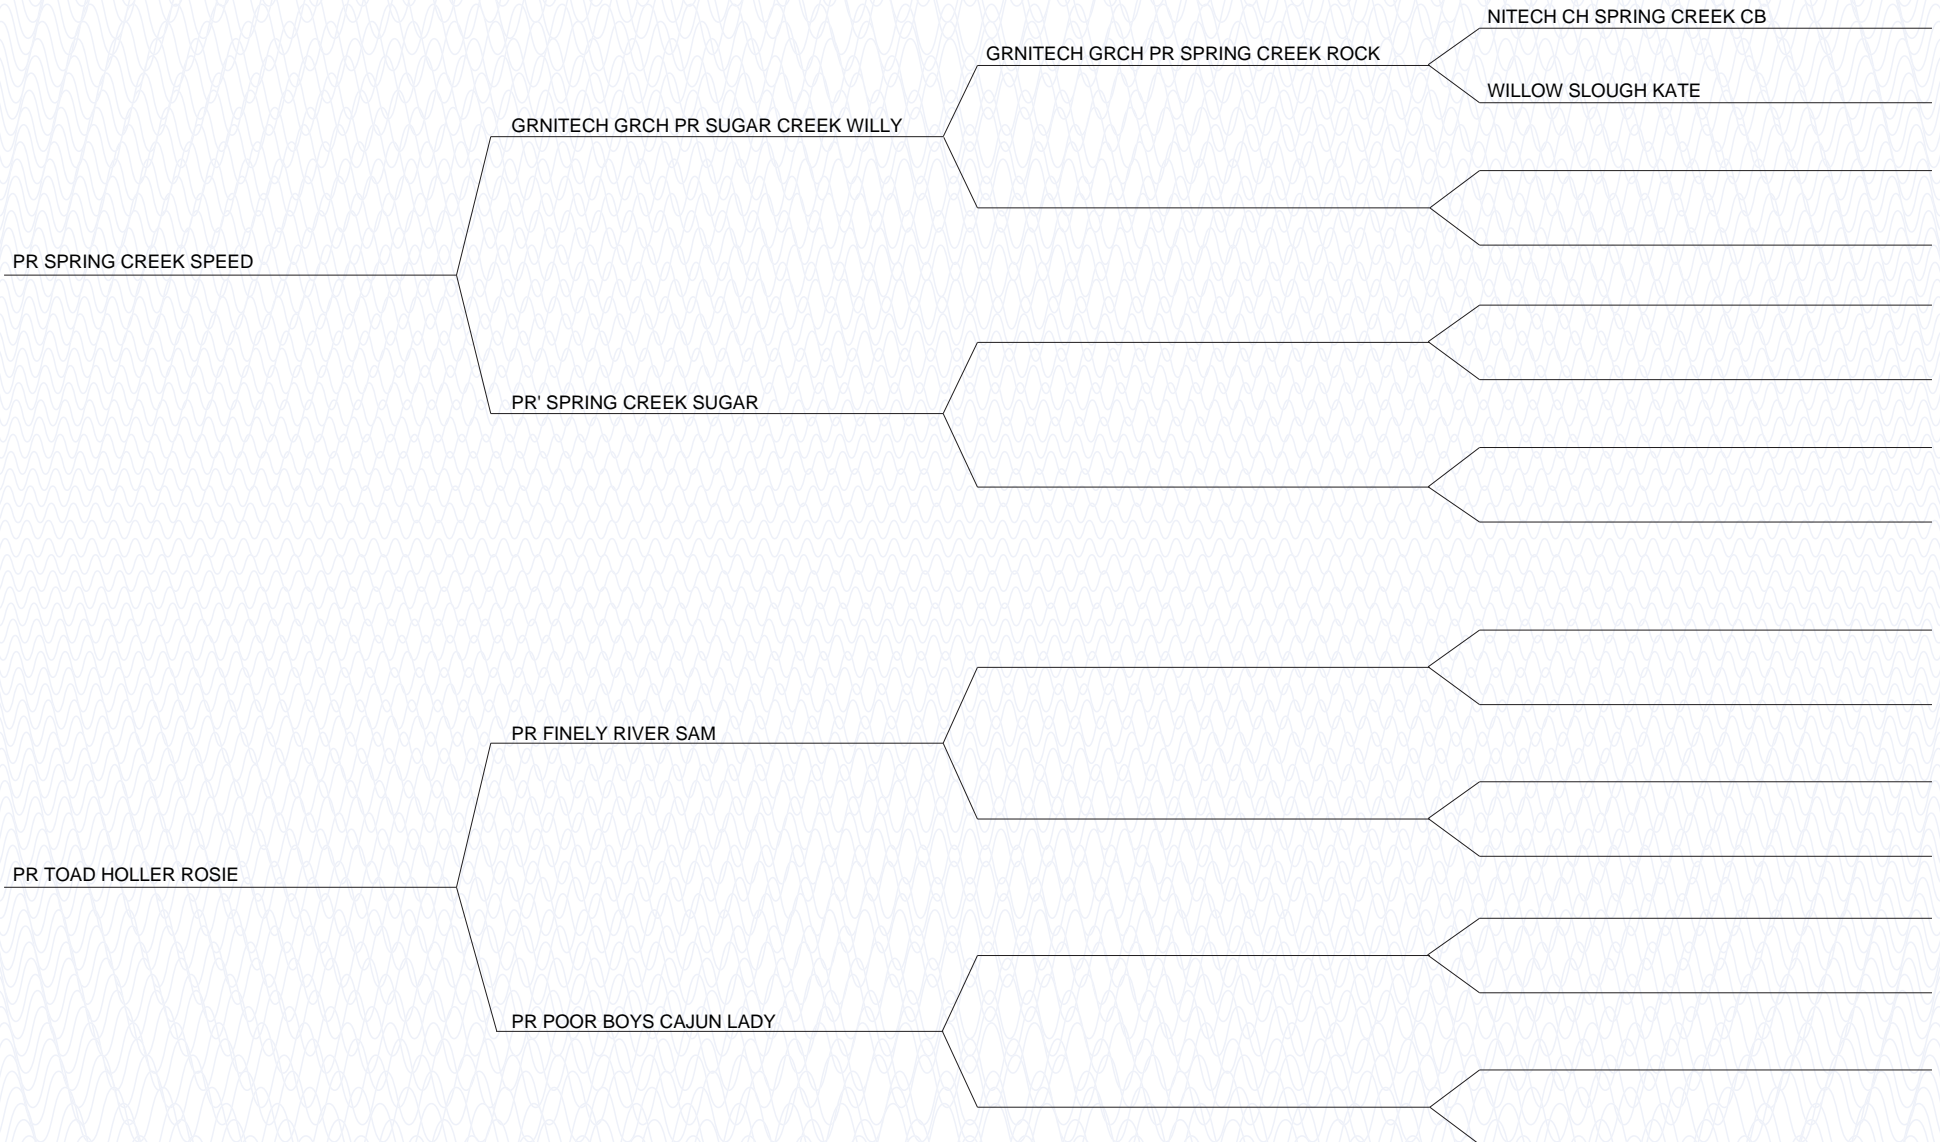 NITECH CH SPRING CREEK CB
GRNITECH GRCH PR SPRING CREEK ROCK
WILLOW SLOUGH KATE
GRNITECH GRCH PR SUGAR CREEK WILLY
PR SPRING CREEK SPEED
PR' SPRING CREEK SUGAR
PR FINELY RIVER SAM
PR TOAD HOLLER ROSIE
PR POOR BOYS CAJUN LADY